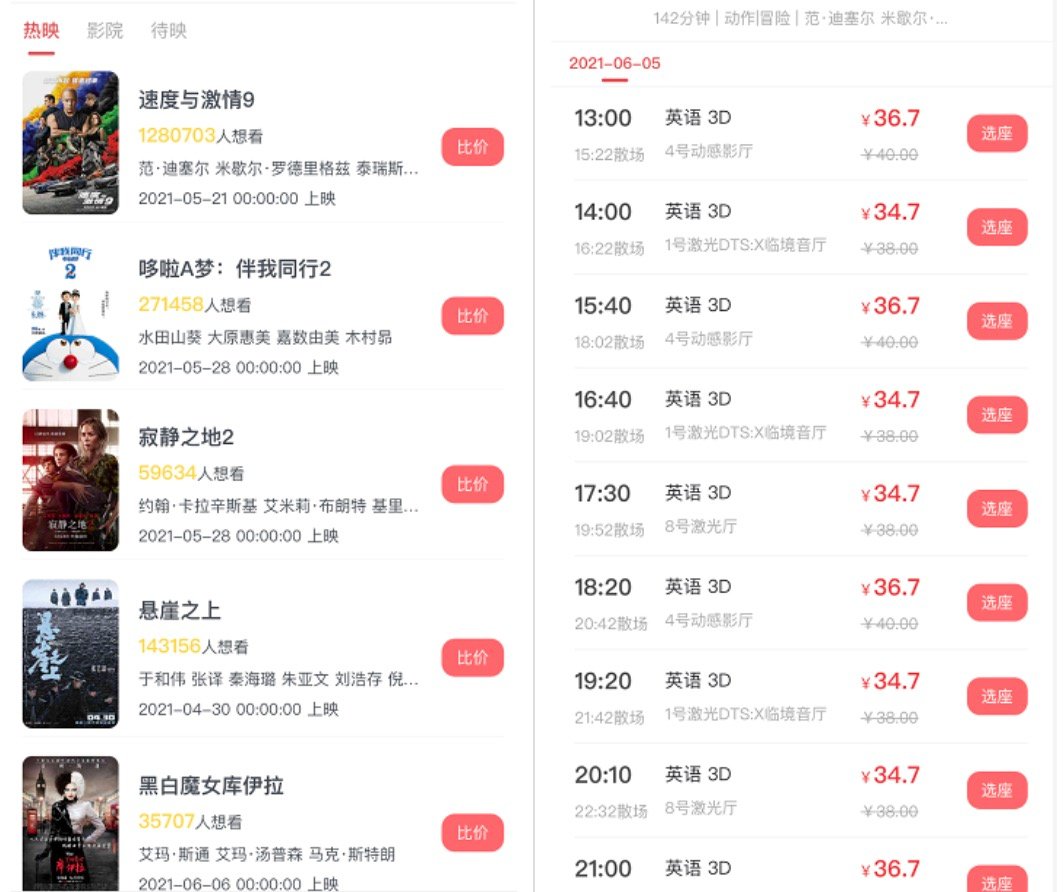 热映 影院 待映
速度与激情9
1280703人想看
比价
范·迪塞尔 米歇尔·罗德里格兹 泰瑞斯...
2021-05-21 00:00:00 上映
伴我同行
2
哆啦A梦：伴我同行2
271458人想看
比价
水田山葵 大原惠美 嘉数由美 木村昴
2021-05-28 00:00:00 上映
寂静之地2
59634人想看
比价
约翰·卡拉辛斯基 艾米莉·布朗特 基里...
2021-05-28 00:00:00 上映
寂静之地
悬崖之上
143156人想看
比价
于和伟 张译 秦海璐 朱亚文 刘浩存 倪...
2021-04-30 00:00:00 上映
悬崖之上
04.30
黑白魔女库伊拉
35707人想看
比价
艾玛·斯通 艾玛·汤普森 马克·斯特朗
2021-06-06 00:00:00 上映
142分钟 | 动作|冒险 | 范·迪塞尔 米歇尔·...
2021-06-05
13:00 英语 3D ¥36.7
15:22散场 4号动感影厅 ¥40.00
选座
14:00 英语 3D ¥34.7
16:22散场 1号激光DTS:X临境音厅 ¥38.00
选座
15:40 英语 3D ¥36.7
18:02散场 4号动感影厅 ¥40.00
选座
16:40 英语 3D ¥34.7
19:02散场 1号激光DTS:X临境音厅 ¥38.00
选座
17:30 英语 3D ¥34.7
19:52散场 8号激光厅 ¥38.00
选座
18:20 英语 3D ¥36.7
20:42散场 4号动感影厅 ¥40.00
选座
19:20 英语 3D ¥34.7
21:42散场 1号激光DTS:X临境音厅 ¥38.00
选座
20:10 英语 3D ¥34.7
22:32散场 8号激光厅 ¥38.00
选座
21:00 英语 3D ¥36.7
选座